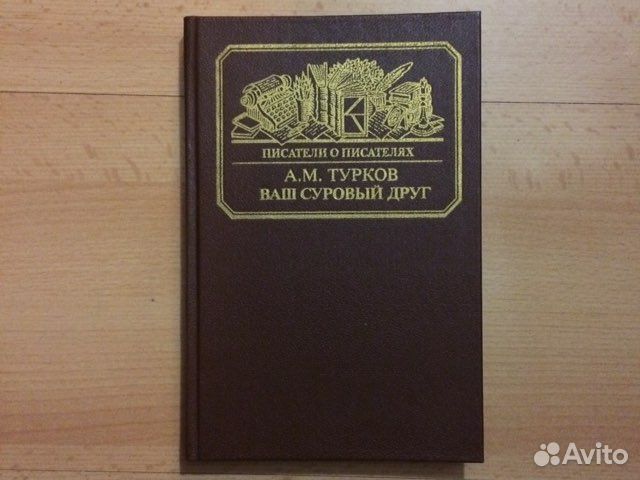 ПИСАТЕЛИ О ПИСАТЕЛЯХ
А.М. ТУРКОВ
ВАШ СУРОВЫЙ ДРУГ
Avito